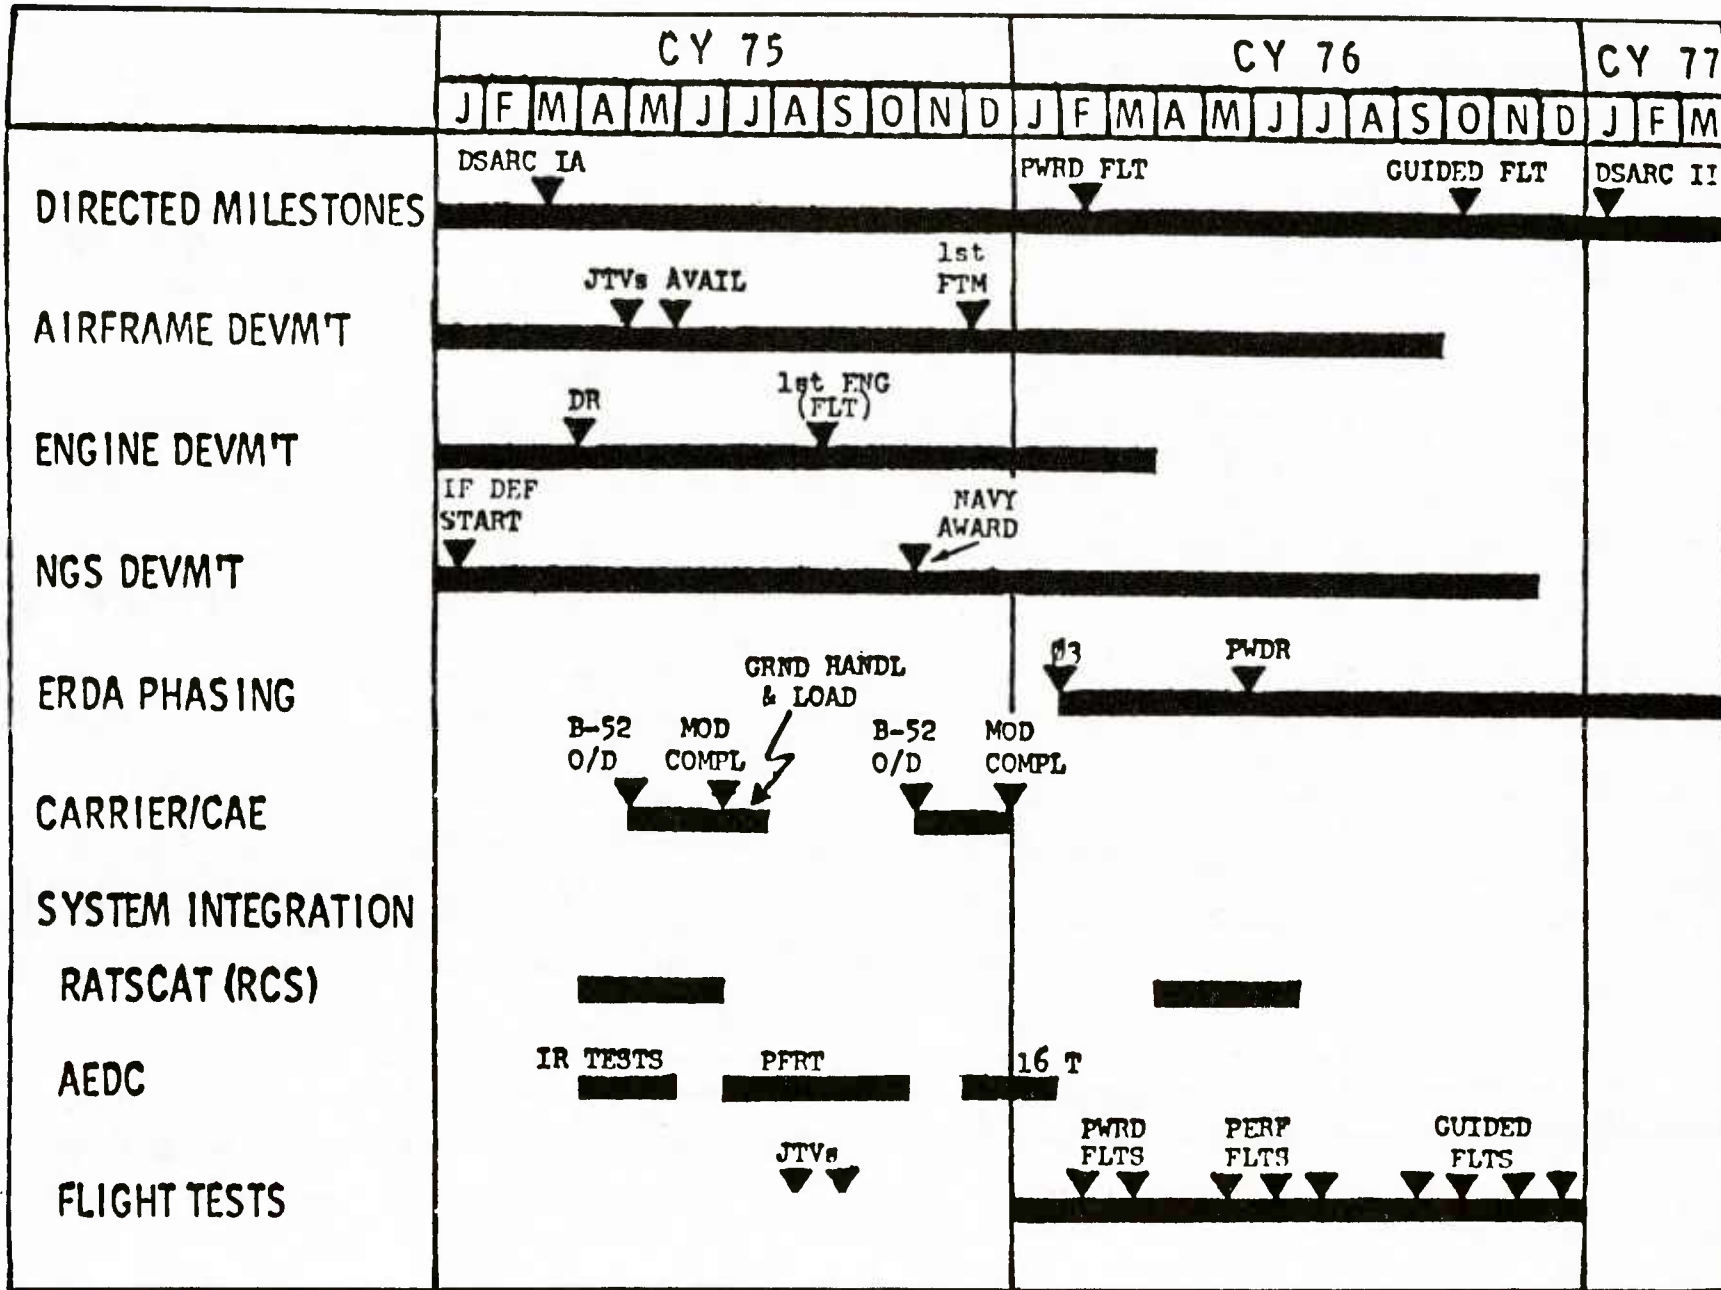 CY 75 CY 76 CY 77
J F M A M J J A S O N D J F M A M J J A S O N D J F M
DSARC IA PWRD FLT GUIDED FLT DSARC II
DIRECTED MILESTONES
1st
JTVs AVAIL FTM
AIRFRAME DEVM'T
1st ENG
DR (FLT)
ENGINE DEVM'T
IF DEF NAVY
START AWARD
NGS DEVM'T
Ø3 PWDR
GRND HANDL
ERDA PHASING & LOAD
B-52 MOD B-52 MOD
O/D COMPL O/D COMPL
CARRIER/CAE
SYSTEM INTEGRATION
RATSCAT (RCS)
IR TESTS PFRT 16 T
AEDC
PWRD PERF GUIDED
JTVs FLTS FLTS FLTS
FLIGHT TESTS